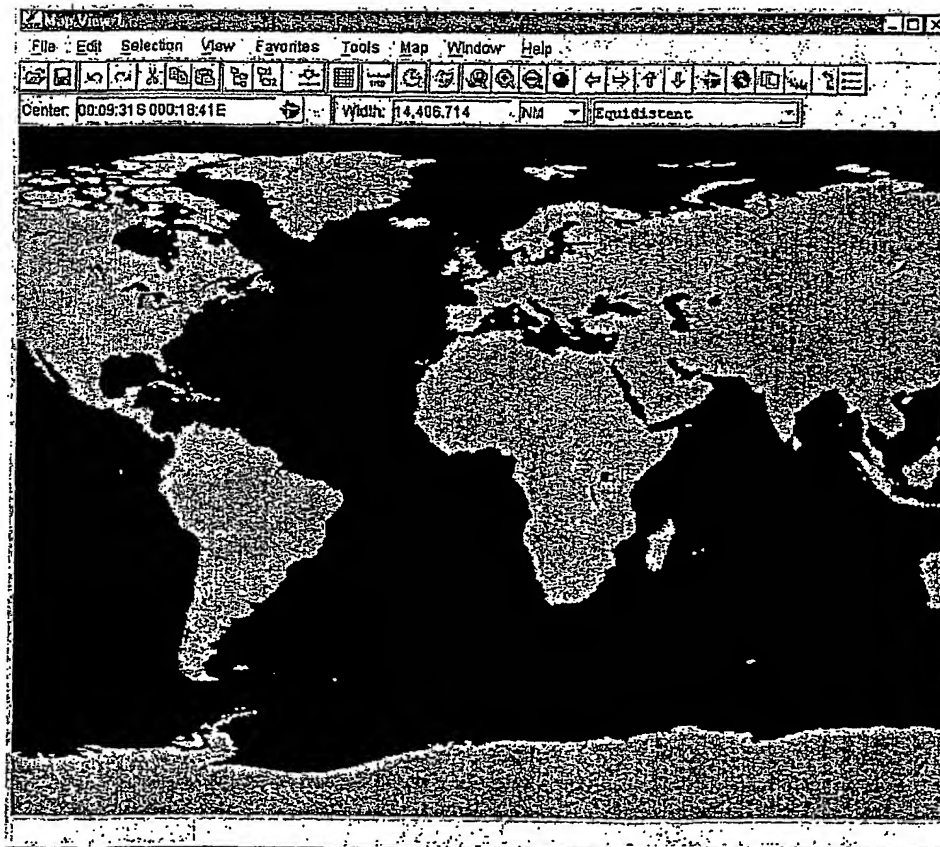 Map View 1
File Edit Selection View Favorites Tools Map Window Help
Center: 00:09:31S 000:18:41E Width: 14,406.714 NM Equidistent